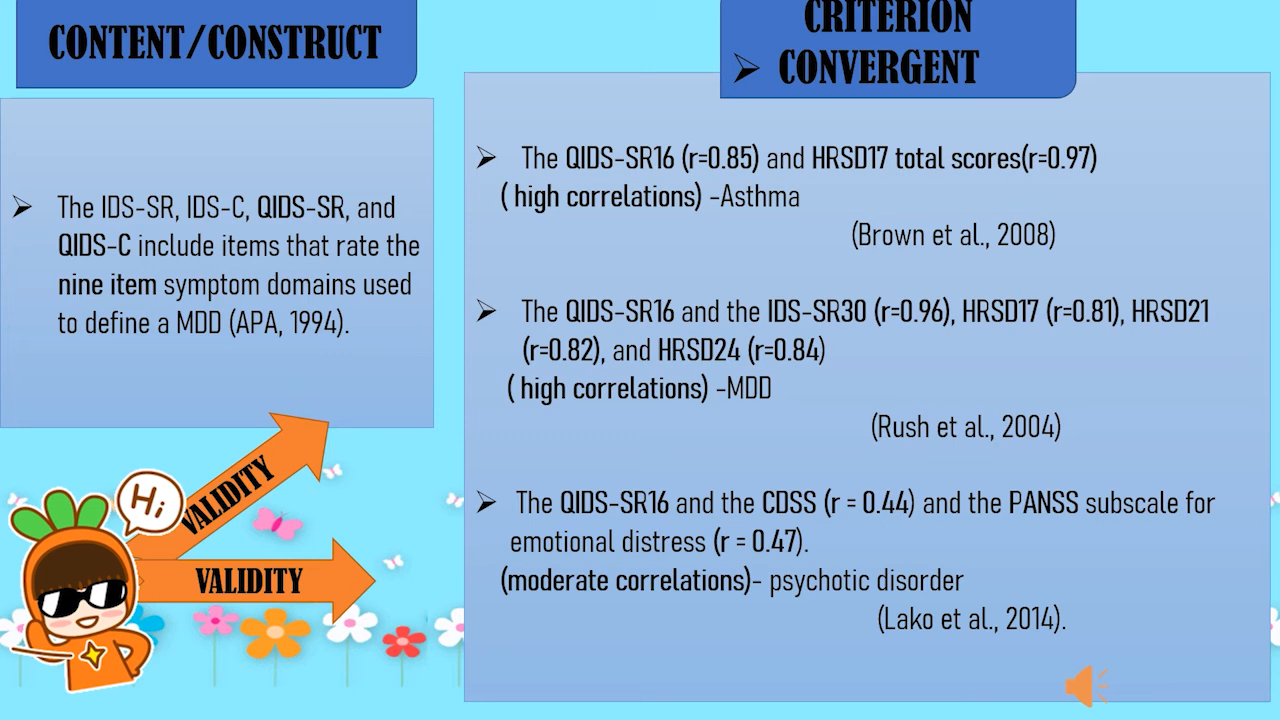 CONTENT/CONSTRUCT
➢ The IDS-SR, IDS-C, QIDS-SR, and
QIDS-C include items that rate the
nine item symptom domains used
to define a MDD (APA, 1994).
CRITERION
➢ CONVERGENT
➢ The QIDS-SR16 (r=0.85) and HRSD17 total scores(r=0.97)
( high correlations) -Asthma
(Brown et al., 2008)
➢ The QIDS-SR16 and the IDS-SR30 (r=0.96), HRSD17 (r=0.81), HRSD21
(r=0.82), and HRSD24 (r=0.84)
( high correlations) -MDD
(Rush et al., 2004)
➢ The QIDS-SR16 and the CDSS (r = 0.44) and the PANSS subscale for
emotional distress (r = 0.47).
(moderate correlations)- psychotic disorder
(Lako et al., 2014).
VALIDITY
Hi
VALIDITY